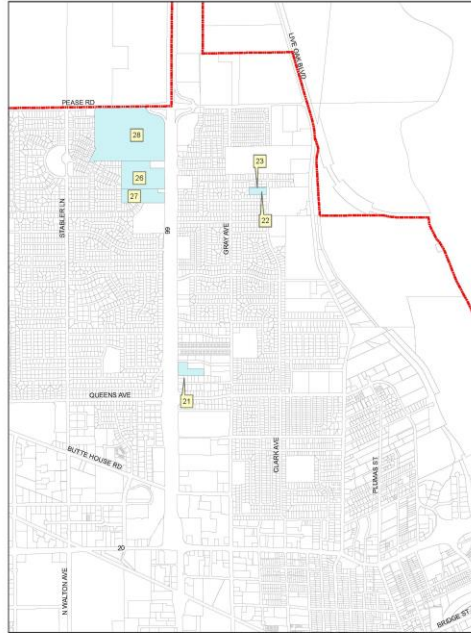 LIVE OAK BLVD
PEASE RD
28
23
26
27
22
STABLER LN
99
GRAY AVE
QUEENS AVE
21
BUTTE HOUSE RD
CLARK AVE
PLUMAS ST
20
N WALTON AVE
BRIDGE ST